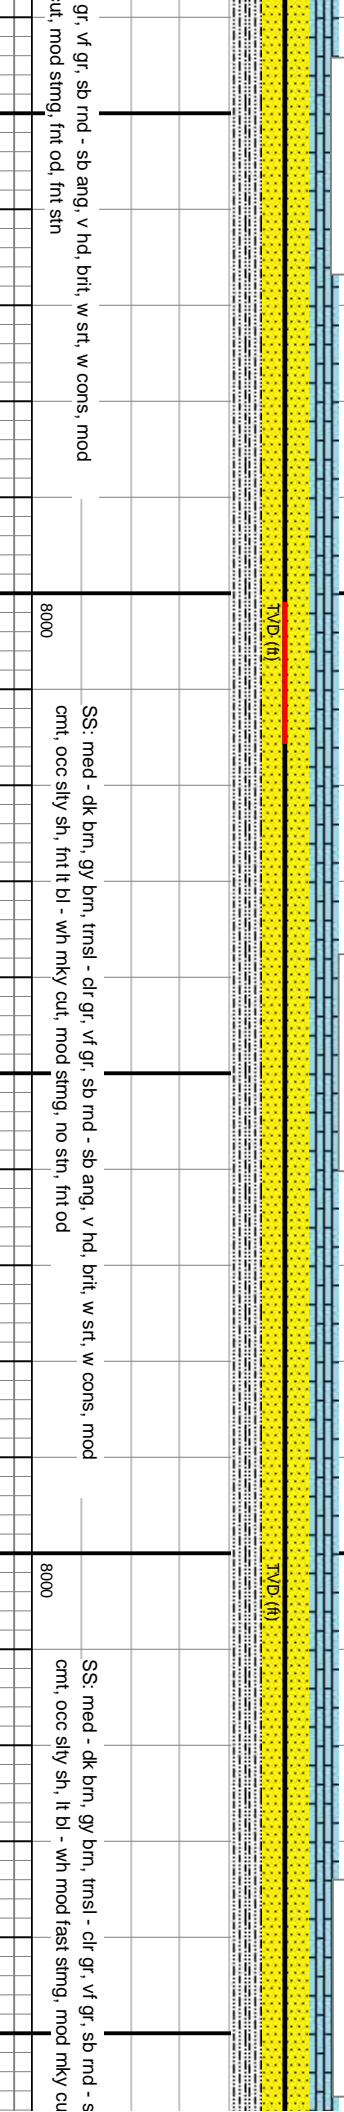 gr, vf gr, sb rnd - sb ang, v hd, brit, w srt, w cons, mod
cut, mod stmg, fnt od, fnt stn
TVD (ft)
8000
SS: med - dk brn, gy brn, trnsl - clr gr, vf gr, sb rnd - sb ang, v hd, brit, w srt, w cons, mod
cmt, occ slty sh, fnt lt bl - wh mky cut, mod stmg, no stn, fnt od
TVD (ft)
8000
SS: med - dk brn, gy brn, trnsl - clr gr, vf gr, sb rnd - s
cmt, occ slty sh, lt bl - wh mod fast stmg, mod mky cu